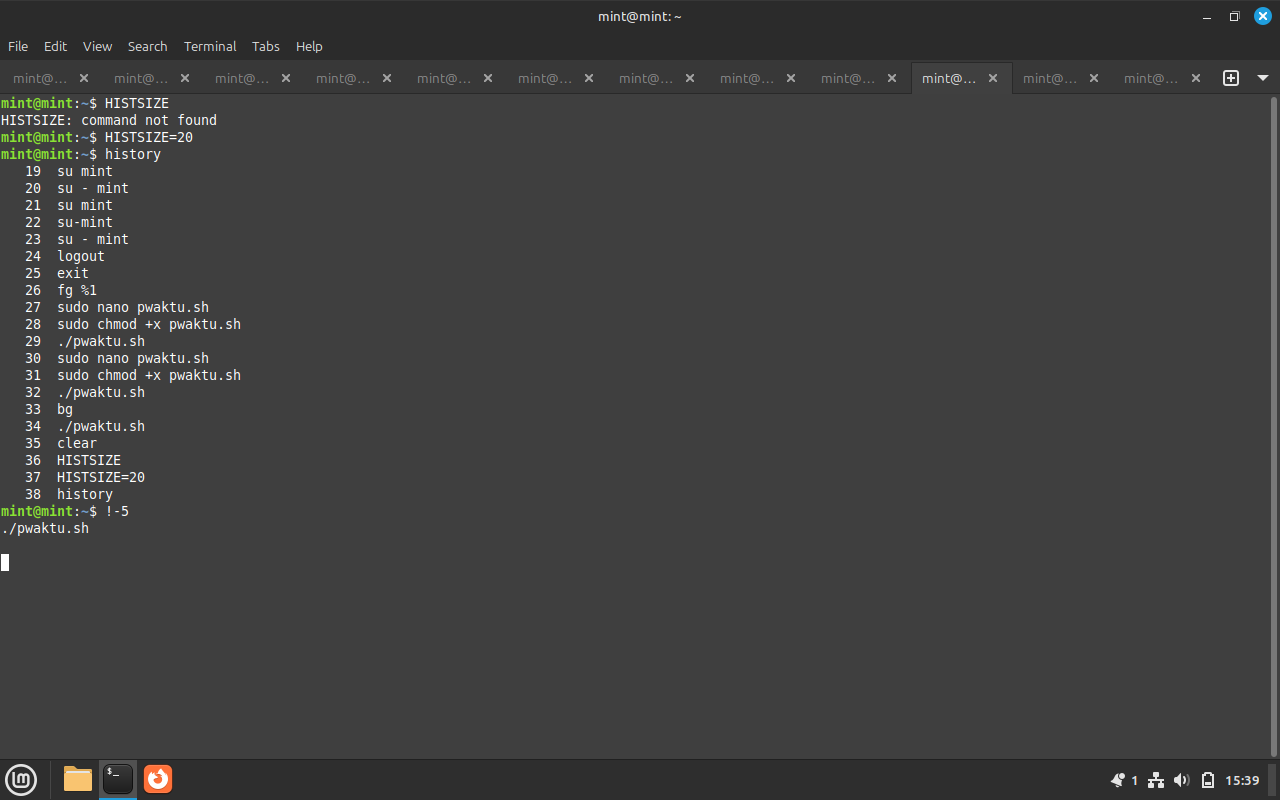 mint@mint: ~
File Edit View Search Terminal Tabs Help
mint@... mint@... mint@... mint@... mint@... mint@... mint@... mint@... mint@... mint@... mint@... mint@...
mint@mint:~$ HISTSIZE
HISTSIZE: command not found
mint@mint:~$ HISTSIZE=20
mint@mint:~$ history
19 su mint
20 su - mint
21 su mint
22 su-mint
23 su - mint
24 logout
25 exit
26 fg %1
27 sudo nano pwaktu.sh
28 sudo chmod +x pwaktu.sh
29 ./pwaktu.sh
30 sudo nano pwaktu.sh
31 sudo chmod +x pwaktu.sh
32 ./pwaktu.sh
33 bg
34 ./pwaktu.sh
35 clear
36 HISTSIZE
37 HISTSIZE=20
38 history
mint@mint:~$ !-5
./pwaktu.sh
$_
1 15:39